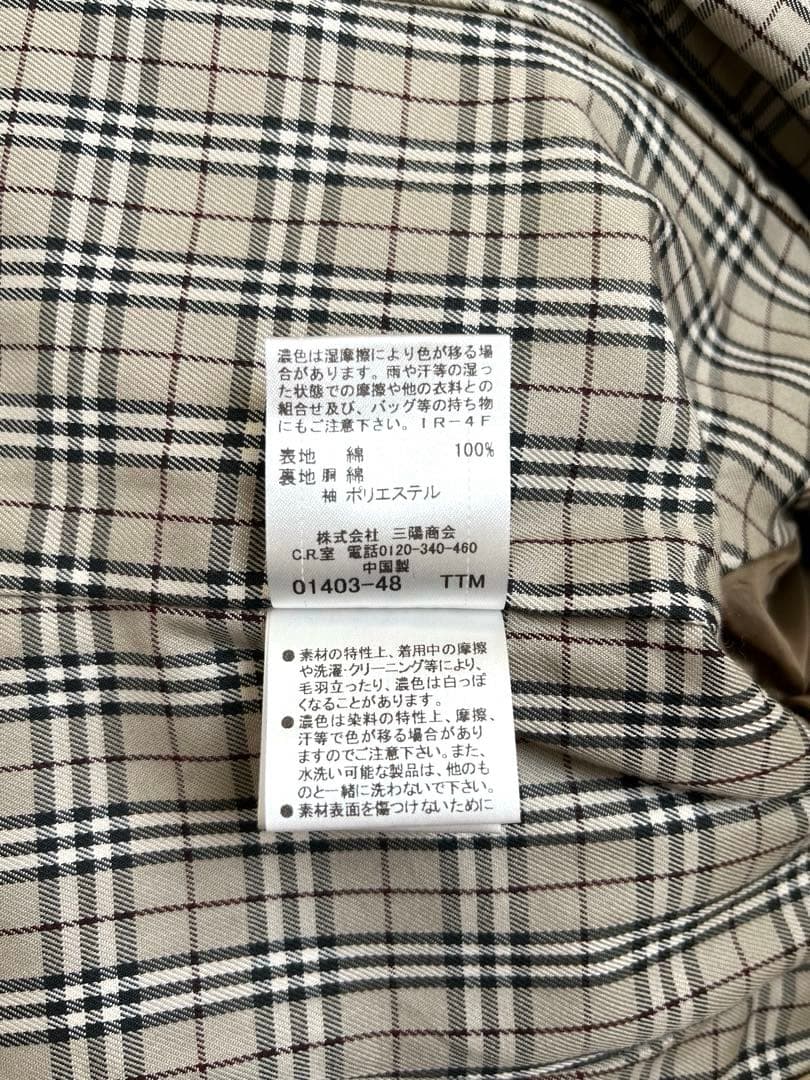 濃色は湿摩擦により色が移る場
合があります。雨や汗等の湿っ
た状態での摩擦や他の衣料との
組合せ及び、バッグ等の持ち物
にもご注意下さい。IR-4F
表地 綿 100%
裏地 胴 綿
袖 ポリエステル
株式会社 三陽商会
C.R.室 電話0120-340-460
中国製
01403-48 TTM
● 素材の特性上、着用中の摩擦
や洗濯・クリーニング等により、
毛羽立ったり、濃色は白っぽ
くなることがあります。
● 濃色は染料の特性上、摩擦、
汗等で色が移る場合があり
ますのでご注意下さい。また、
水洗い可能な製品は、他のも
のと一緒に洗わないで下さい。
● 素材表面を傷つけないために